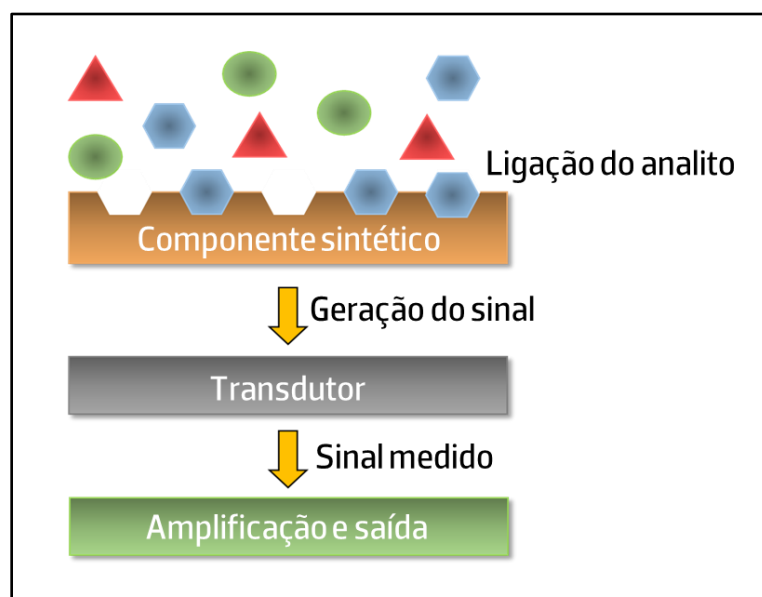 Ligação do analito
Componente sintético
Geração do sinal
Transdutor
Sinal medido
Amplificação e saída